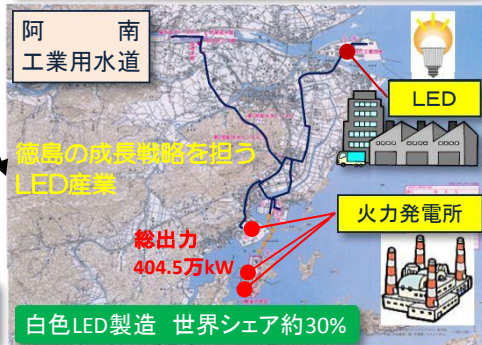 阿　　南
工業用水道
LED
徳島の成長戦略を担う
LED産業
火力発電所
総出力
404.5万kW
白色LED製造 世界シェア約30%